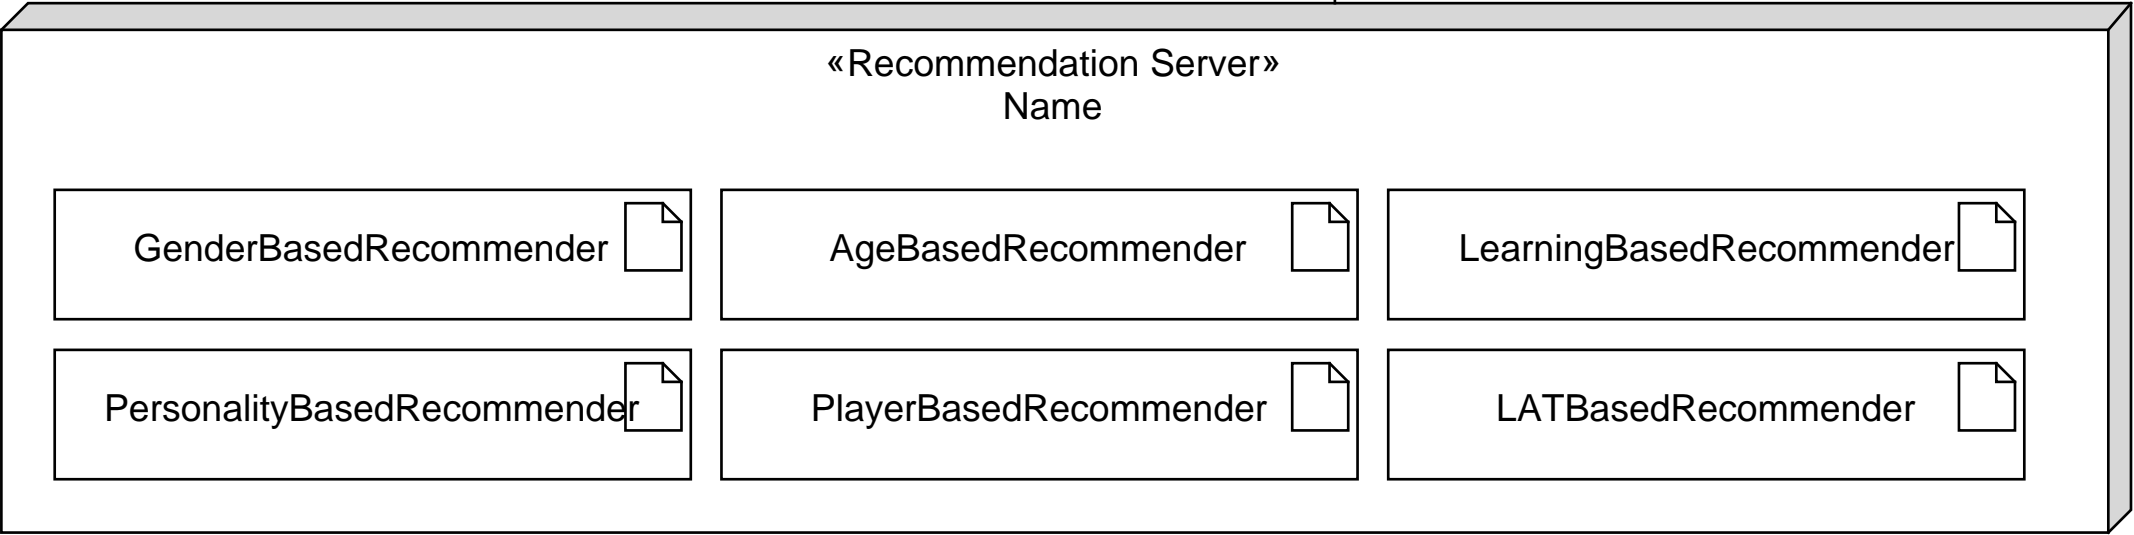 «Recommendation Server»
Name
GenderBasedRecommender
AgeBasedRecommender
LearningBasedRecommender
PersonalityBasedRecommender
PlayerBasedRecommender
LATBasedRecommender